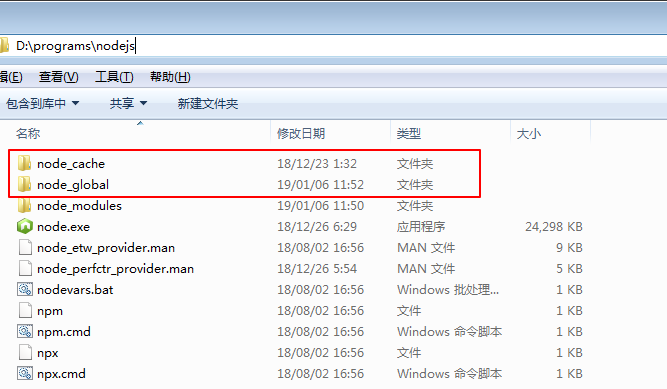 D:\programs\nodejs
辑(E) 查看(V) 工具(T) 帮助(H)
包含到库中 共享 新建文件夹
名称 修改日期 类型 大小
node_cache 18/12/23 1:32 文件夹
node_global 19/01/06 11:52 文件夹
node_modules 19/01/06 11:50 文件夹
node.exe 18/12/26 6:29 应用程序 24,298 KB
node_etw_provider.man 18/08/02 16:56 MAN 文件 9 KB
node_perfctr_provider.man 18/12/26 5:54 MAN 文件 5 KB
nodevars.bat 18/08/02 16:56 Windows 批处理... 1 KB
npm 18/08/02 16:56 文件 1 KB
npm.cmd 18/08/02 16:56 Windows 命令脚本 1 KB
npx 18/08/02 16:56 文件 1 KB
npx.cmd 18/08/02 16:56 Windows 命令脚本 1 KB